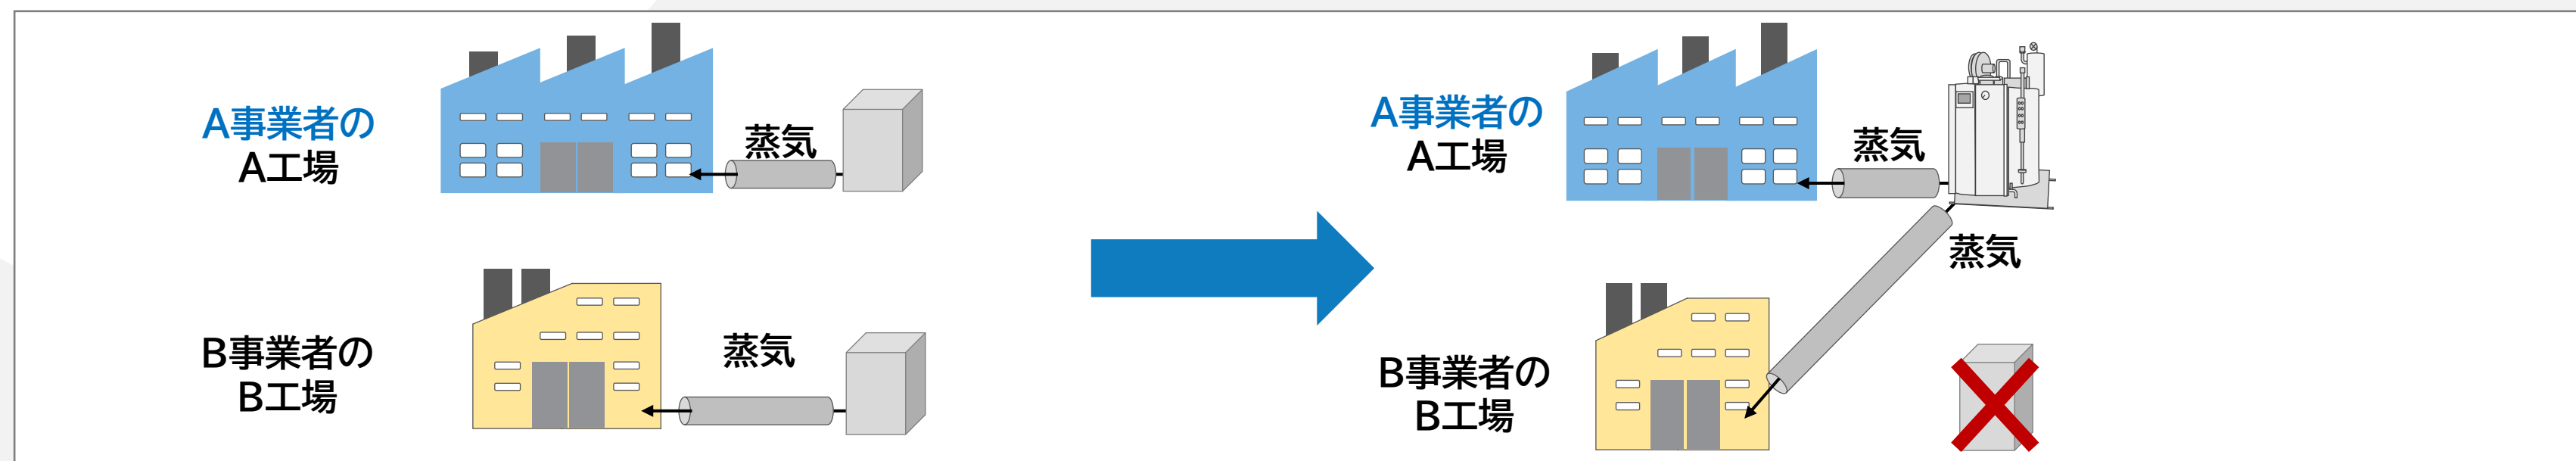 A事業者の
A工場
蒸気
B事業者の
B工場
蒸気
A事業者の
A工場
蒸気
蒸気
B事業者の
B工場